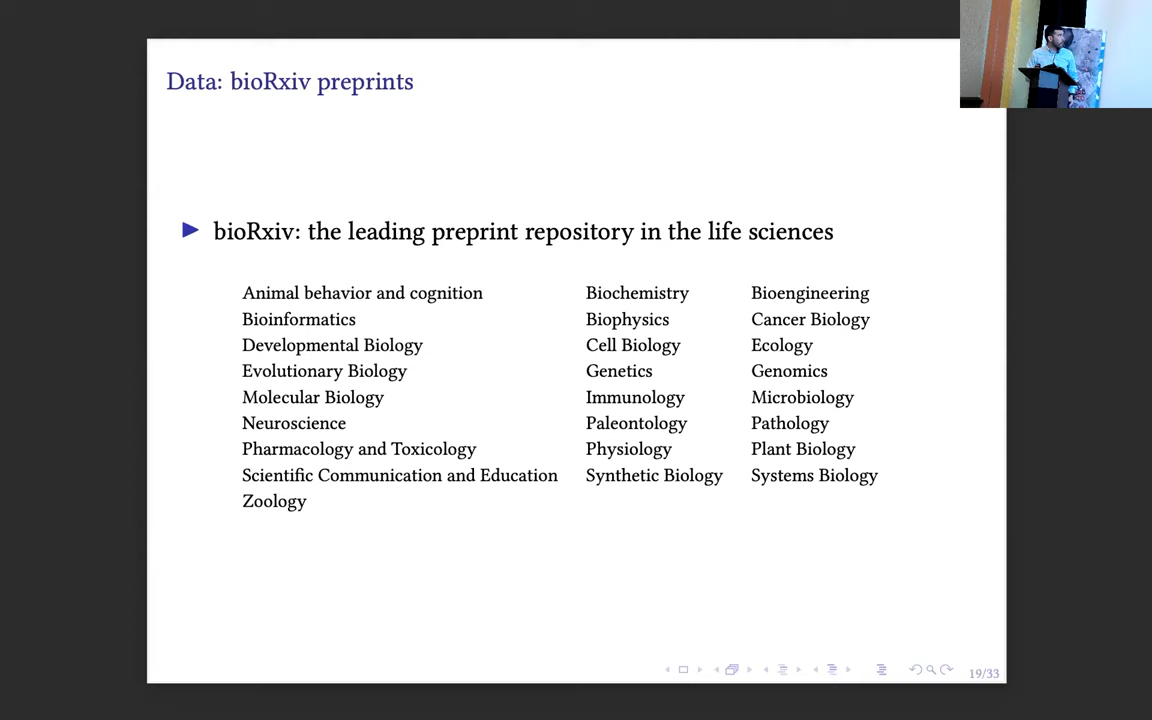 Data: bioRxiv preprints
bioRxiv: the leading preprint repository in the life sciences
Animal behavior and cognition Biochemistry Bioengineering
Bioinformatics Biophysics Cancer Biology
Developmental Biology Cell Biology Ecology
Evolutionary Biology Genetics Genomics
Molecular Biology Immunology Microbiology
Neuroscience Paleontology Pathology
Pharmacology and Toxicology Physiology Plant Biology
Scientific Communication and Education Synthetic Biology Systems Biology
Zoology
19/33